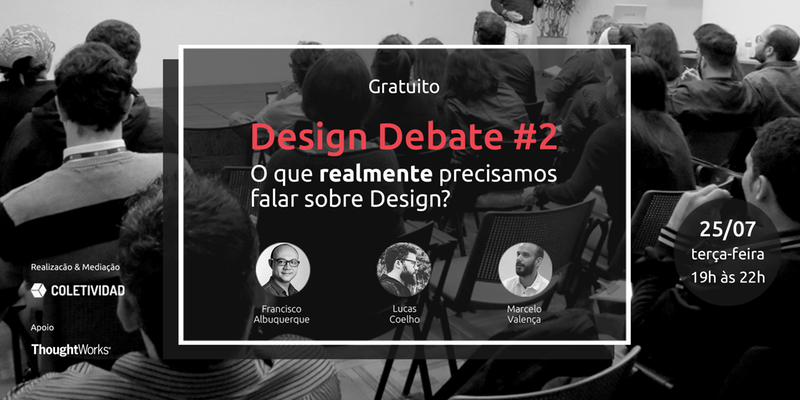 Gratuito
Design Debate #2
O que realmente precisamos
falar sobre Design?
Francisco
Albuquerque
Lucas
Coelho
Marcelo
Valença
25/07
terça-feira
19h às 22h
Realizacão & Mediação
COLETIVIDAD
Apoio
ThoughtWorks®